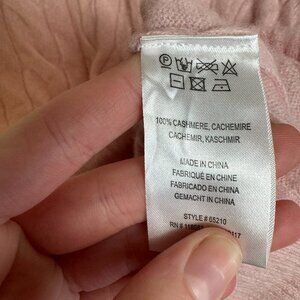 100% CASHMERE, CACHEMIRE
CACHEMIR, KASCHMIR
MADE IN CHINA
FABRIQUÉ EN CHINE
FABRICADO EN CHINA
GEMACHT IN CHINA
STYLE # 65210
RN #